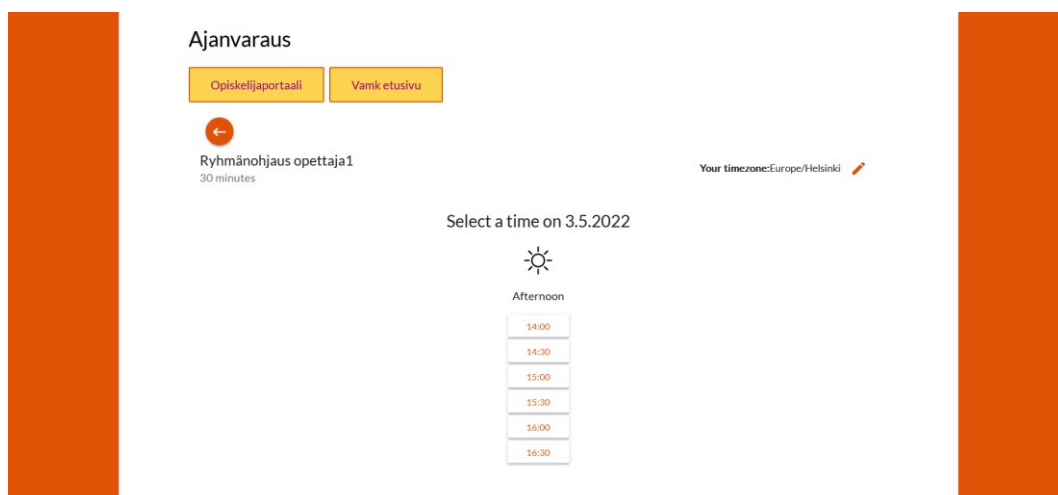 Ajanvaraus
Opiskelijaportaali Vamk etusivu
Ryhmänohjaus opettaja1
30 minutes
Your timezone:Europe/Helsinki
Select a time on 3.5.2022
Afternoon
14:00
14:30
15:00
15:30
16:00
16:30